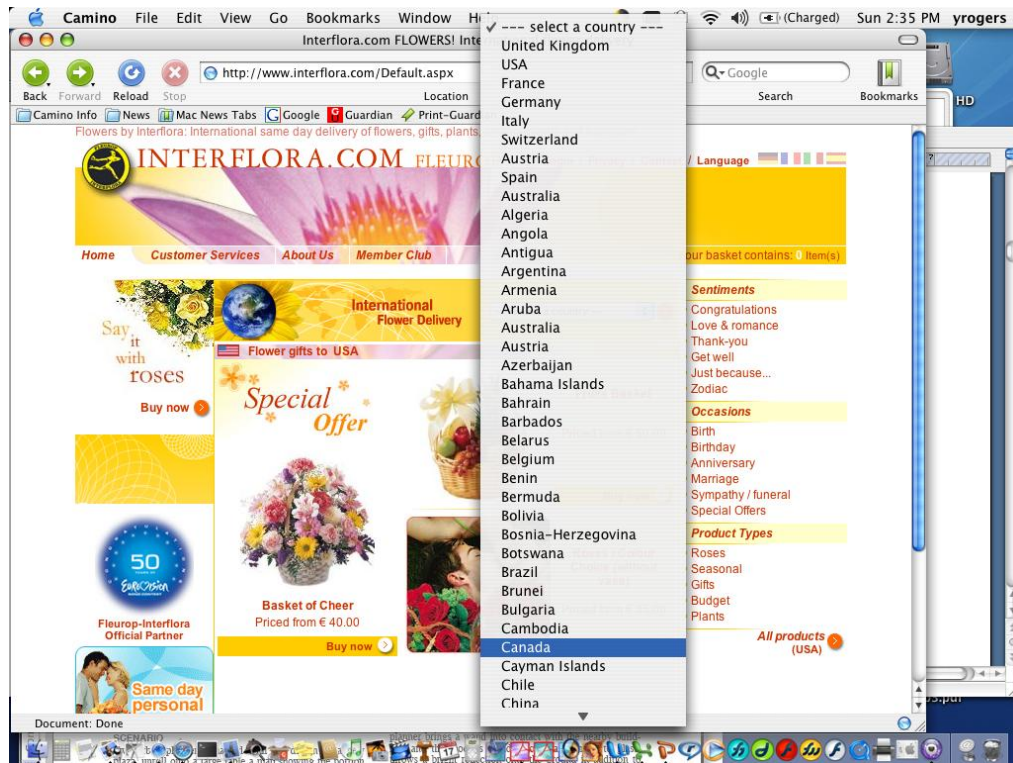 Camino File Edit View Go Bookmarks Window H
(Charged) Sun 2:35 PM yrogers
Interflora.com FLOWERS! Inte
http://www.interflora.com/Default.aspx
Google
Back Forward Reload Stop
Location
Search
Bookmarks
HD
Camino Info News Mac News Tabs Google Guardian Print-Guard
Flowers by Interflora: International same day delivery of flowers, gifts, plants,
INTERFLORA.COM FLEURO
/ Language
Home Customer Services About Us Member Club
our basket contains: 0 Item(s)
Say
it
with
roses
Buy now
International
Flower Delivery
Flower gifts to USA
Special
Offer
Basket of Cheer
Priced from € 40.00
Buy now
50
EUROVISION
Fleurop-Interflora
Official Partner
Same day
personal
--- select a country ---
United Kingdom
USA
France
Germany
Italy
Switzerland
Austria
Spain
Australia
Algeria
Angola
Antigua
Argentina
Armenia
Aruba
Australia
Austria
Azerbaijan
Bahama Islands
Bahrain
Barbados
Belarus
Belgium
Benin
Bermuda
Bolivia
Bosnia-Herzegovina
Botswana
Brazil
Brunei
Bulgaria
Cambodia
Canada
Cayman Islands
Chile
China
Sentiments
Congratulations
Love & romance
Thank-you
Get well
Just because...
Zodiac
Occasions
Birth
Birthday
Anniversary
Marriage
Sympathy / funeral
Special Offers
Product Types
Roses
Seasonal
Gifts
Budget
Plants
All products
(USA)
Document: Done
SCENARIO
17